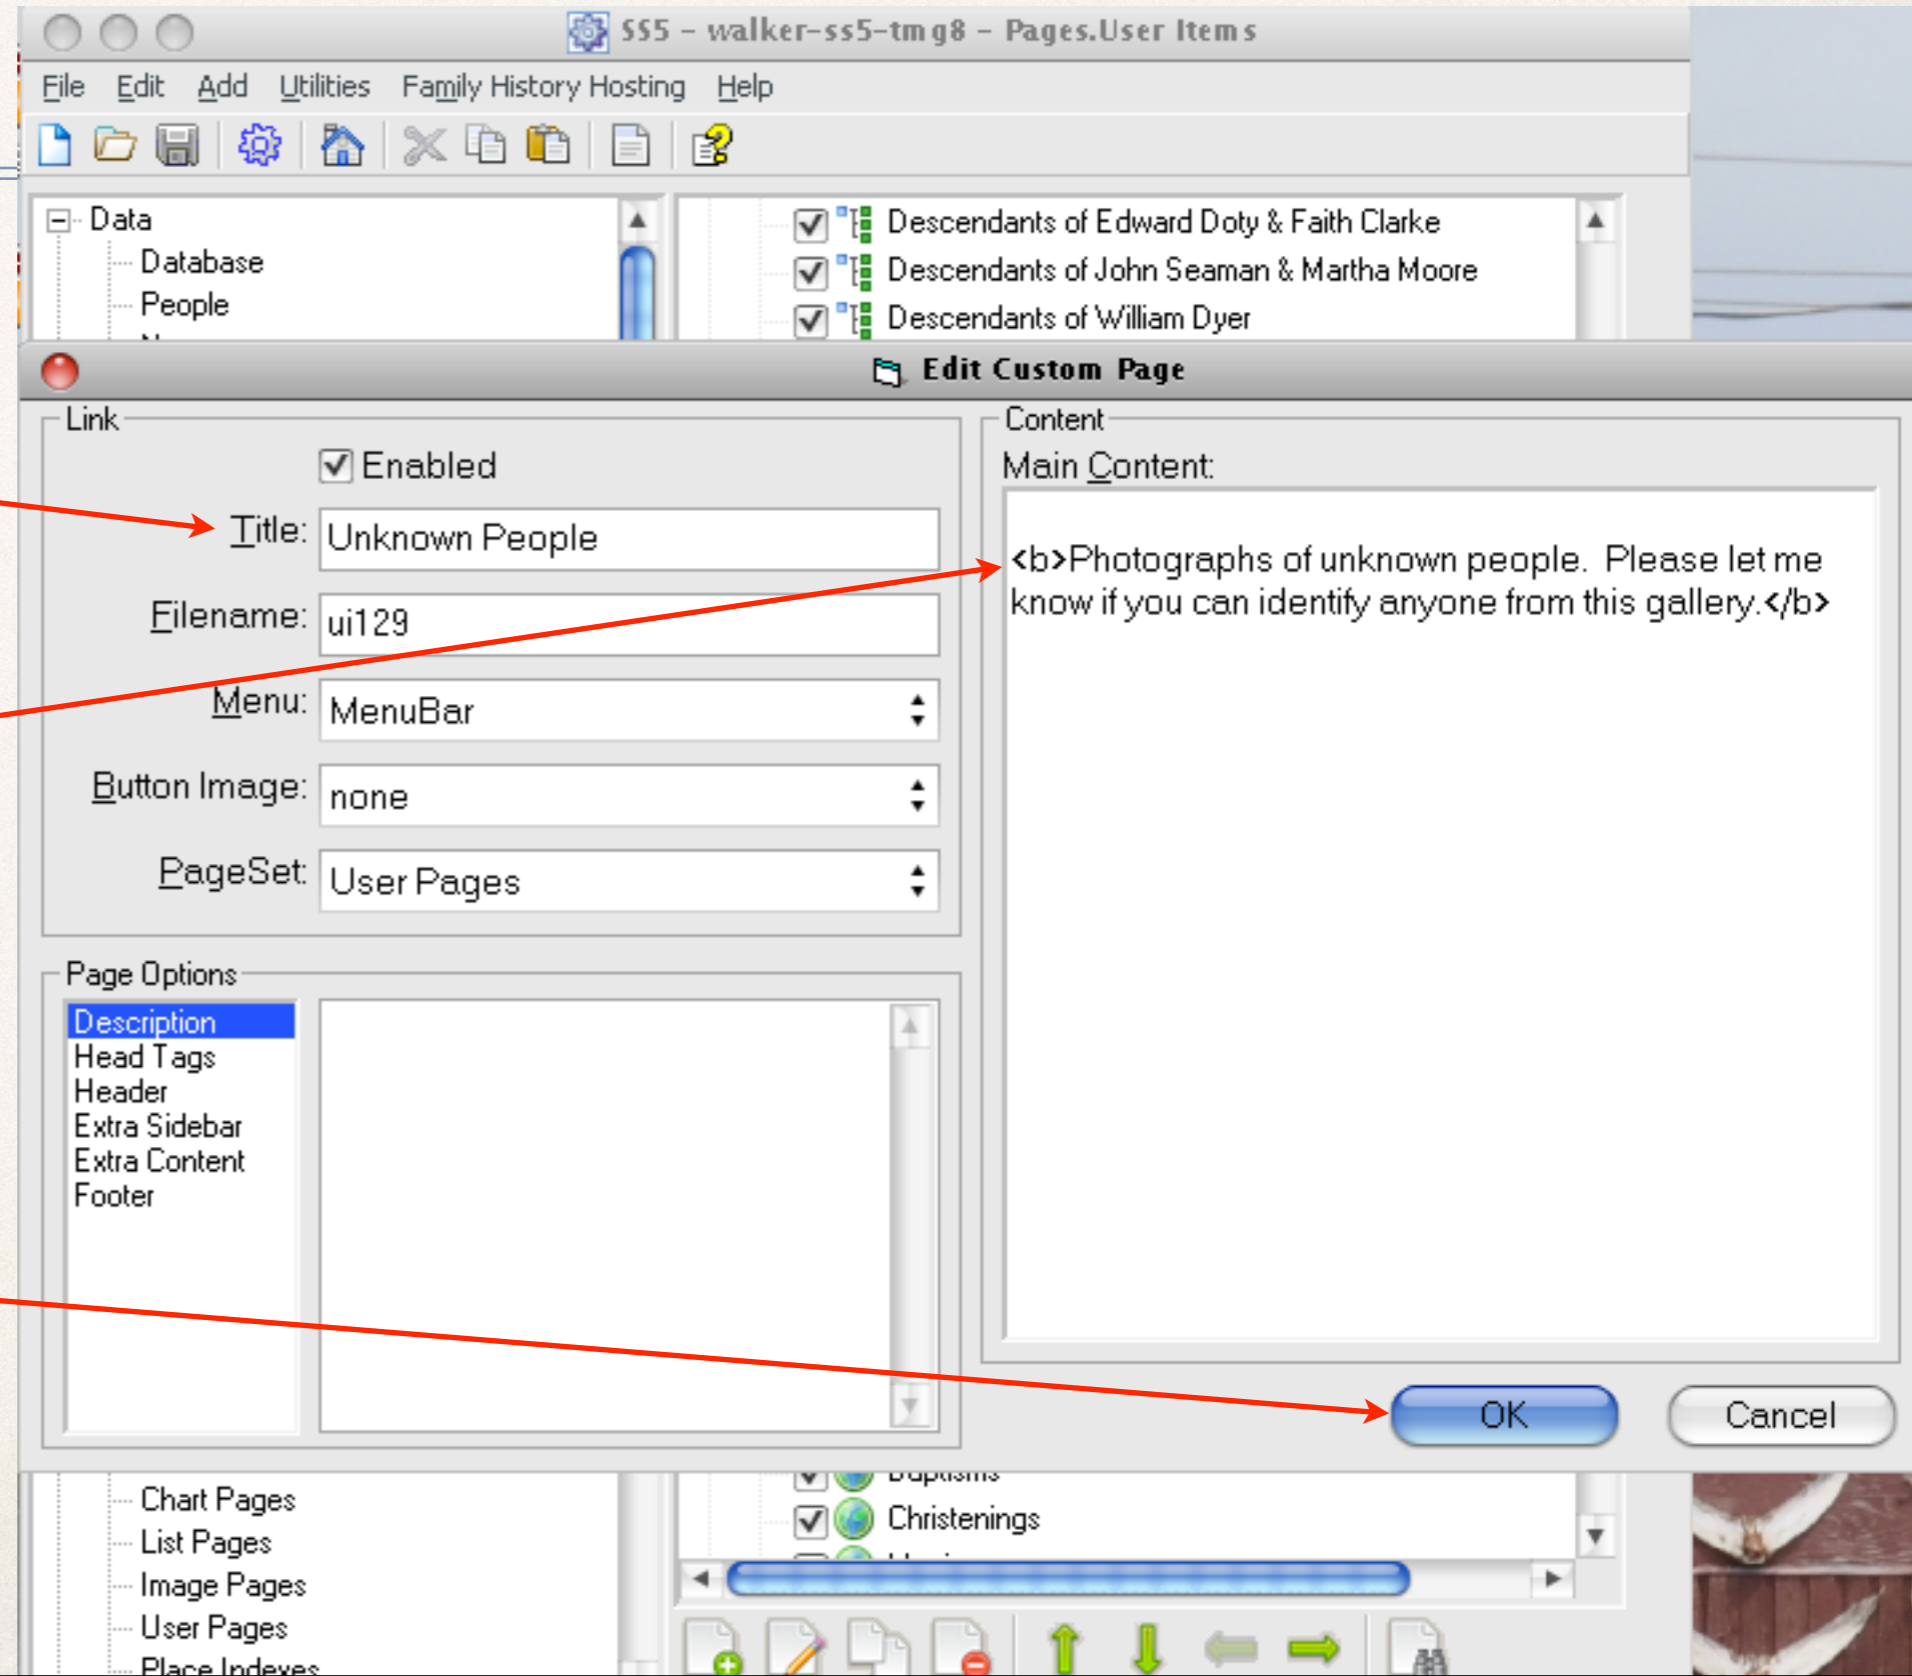 SS5 – walker-ss5-tmg8 – Pages.User Items
File Edit Add Utilities Family History Hosting Help
Data
Database
People
Descendants of Edward Doty & Faith Clarke
Descendants of John Seaman & Martha Moore
Descendants of William Dyer
Edit Custom Page
Link
Enabled
Title: Unknown People
Filename: ui129
Menu: MenuBar
Button Image: none
PageSet: User Pages
Content
Main Content:
<b>Photographs of unknown people.  Please let me
know if you can identify anyone from this gallery.</b>
Page Options
Description
Head Tags
Header
Extra Sidebar
Extra Content
Footer
OK Cancel
Chart Pages
List Pages
Image Pages
User Pages
Place Indexes
Baptisms
Christenings